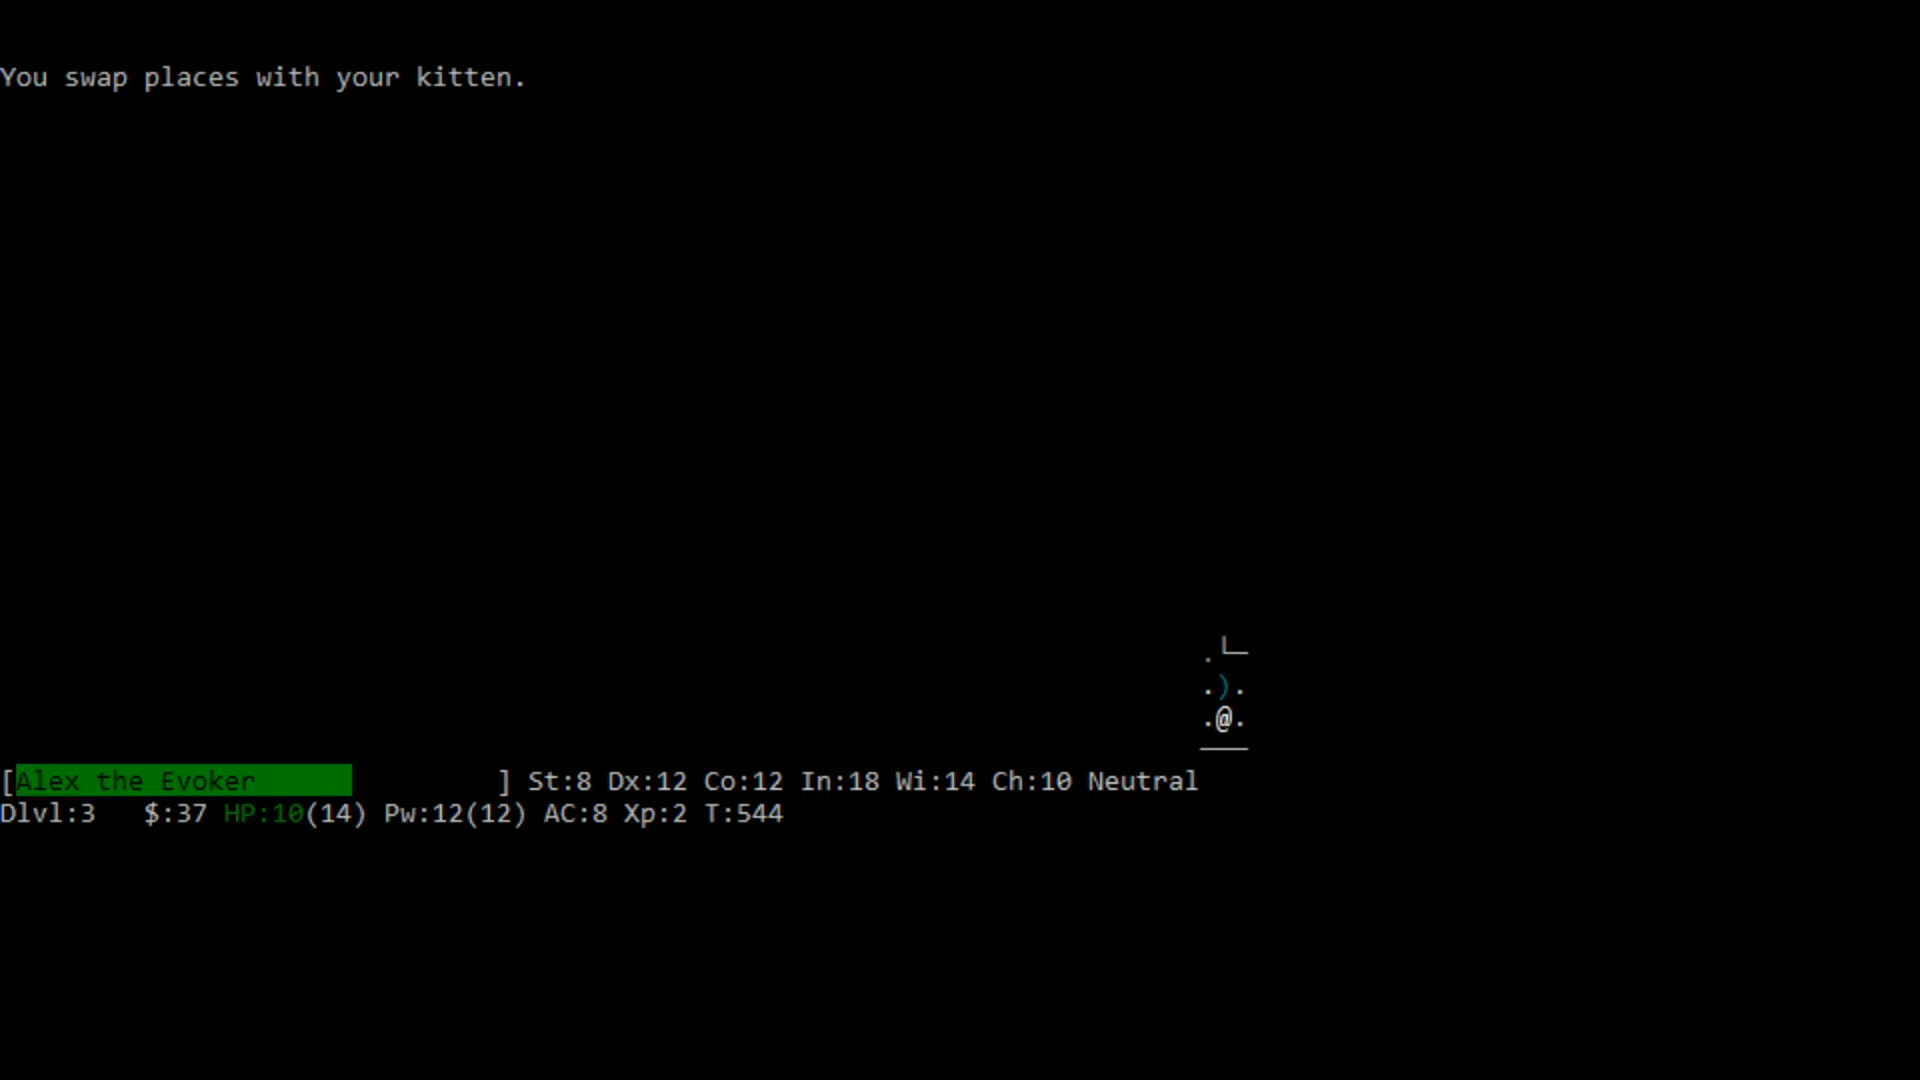 You swap places with your kitten.
.└─
.).
.@.
───
[Alex the Evoker               ] St:8 Dx:12 Co:12 In:18 Wi:14 Ch:10 Neutral
Dlvl:3   $:37 HP:10(14) Pw:12(12) AC:8 Xp:2 T:544